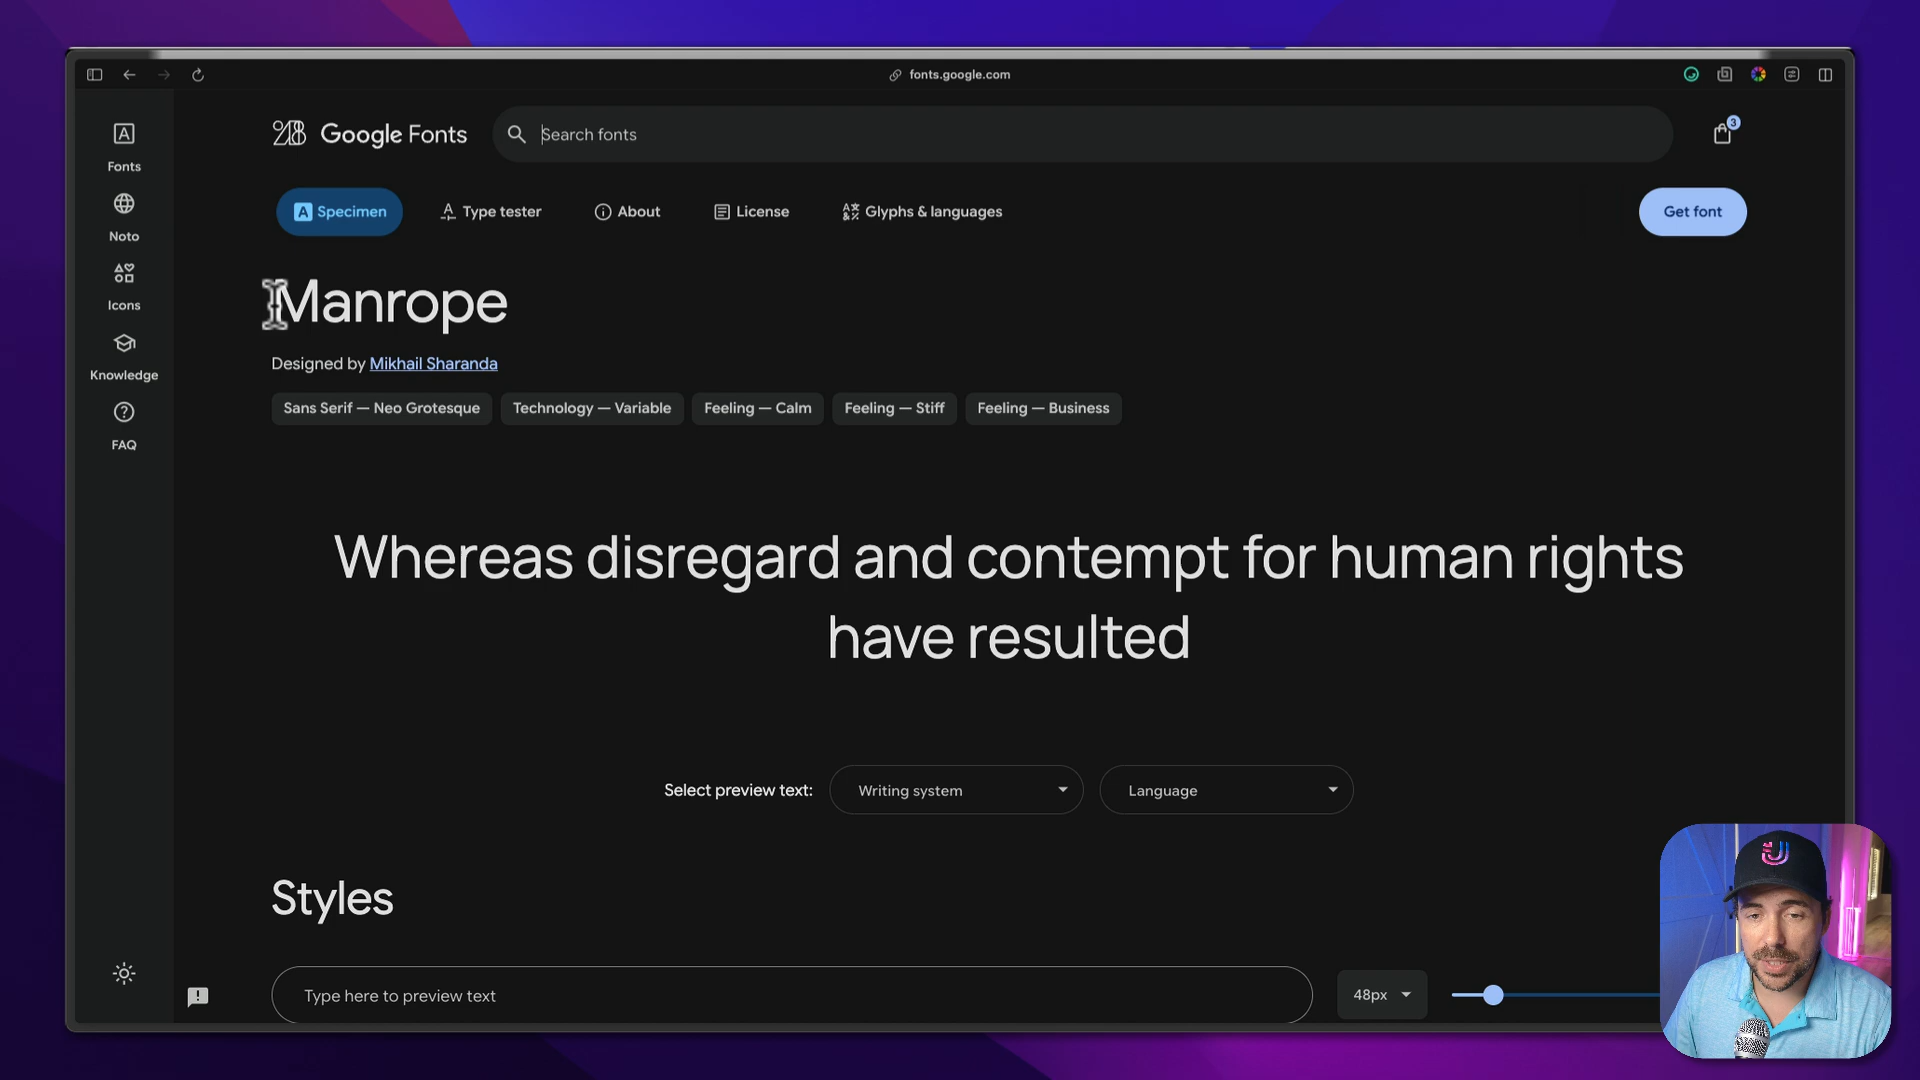 fonts.google.com
Google Fonts
Search fonts
3
Fonts
Noto
Icons
Knowledge
FAQ
Specimen
Type tester
About
License
Glyphs & languages
Get font
Manrope
Designed by Mikhail Sharanda
Sans Serif — Neo Grotesque
Technology — Variable
Feeling — Calm
Feeling — Stiff
Feeling — Business
Whereas disregard and contempt for human rights
have resulted
Select preview text:
Writing system
Language
Styles
Type here to preview text
48px